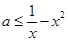 a ≤ 1/x − x²